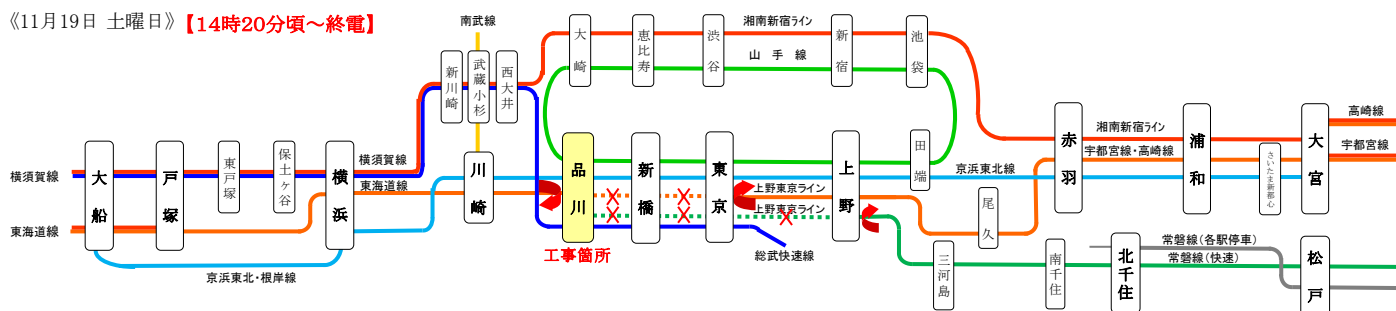 《11月19日 土曜日》【14時20分頃～終電】
南武線
湘南新宿ライン
山 手 線
大崎
恵比寿
渋谷
新宿
池袋
新川崎
武蔵小杉
西大井
高崎線
宇都宮線
湘南新宿ライン
宇都宮線・高崎線
京浜東北線
横須賀線
東海道線
横須賀線
東海道線
大船
戸塚
東戸塚
保土ヶ谷
横浜
川崎
品川
新橋
東京
上野
田端
尾久
赤羽
浦和
さいたま新都心
大宮
上野東京ライン
上野東京ライン
工事箇所
総武快速線
京浜東北・根岸線
三河島
南千住
北千住
常磐線（各駅停車）
常磐線（快速）
松戸